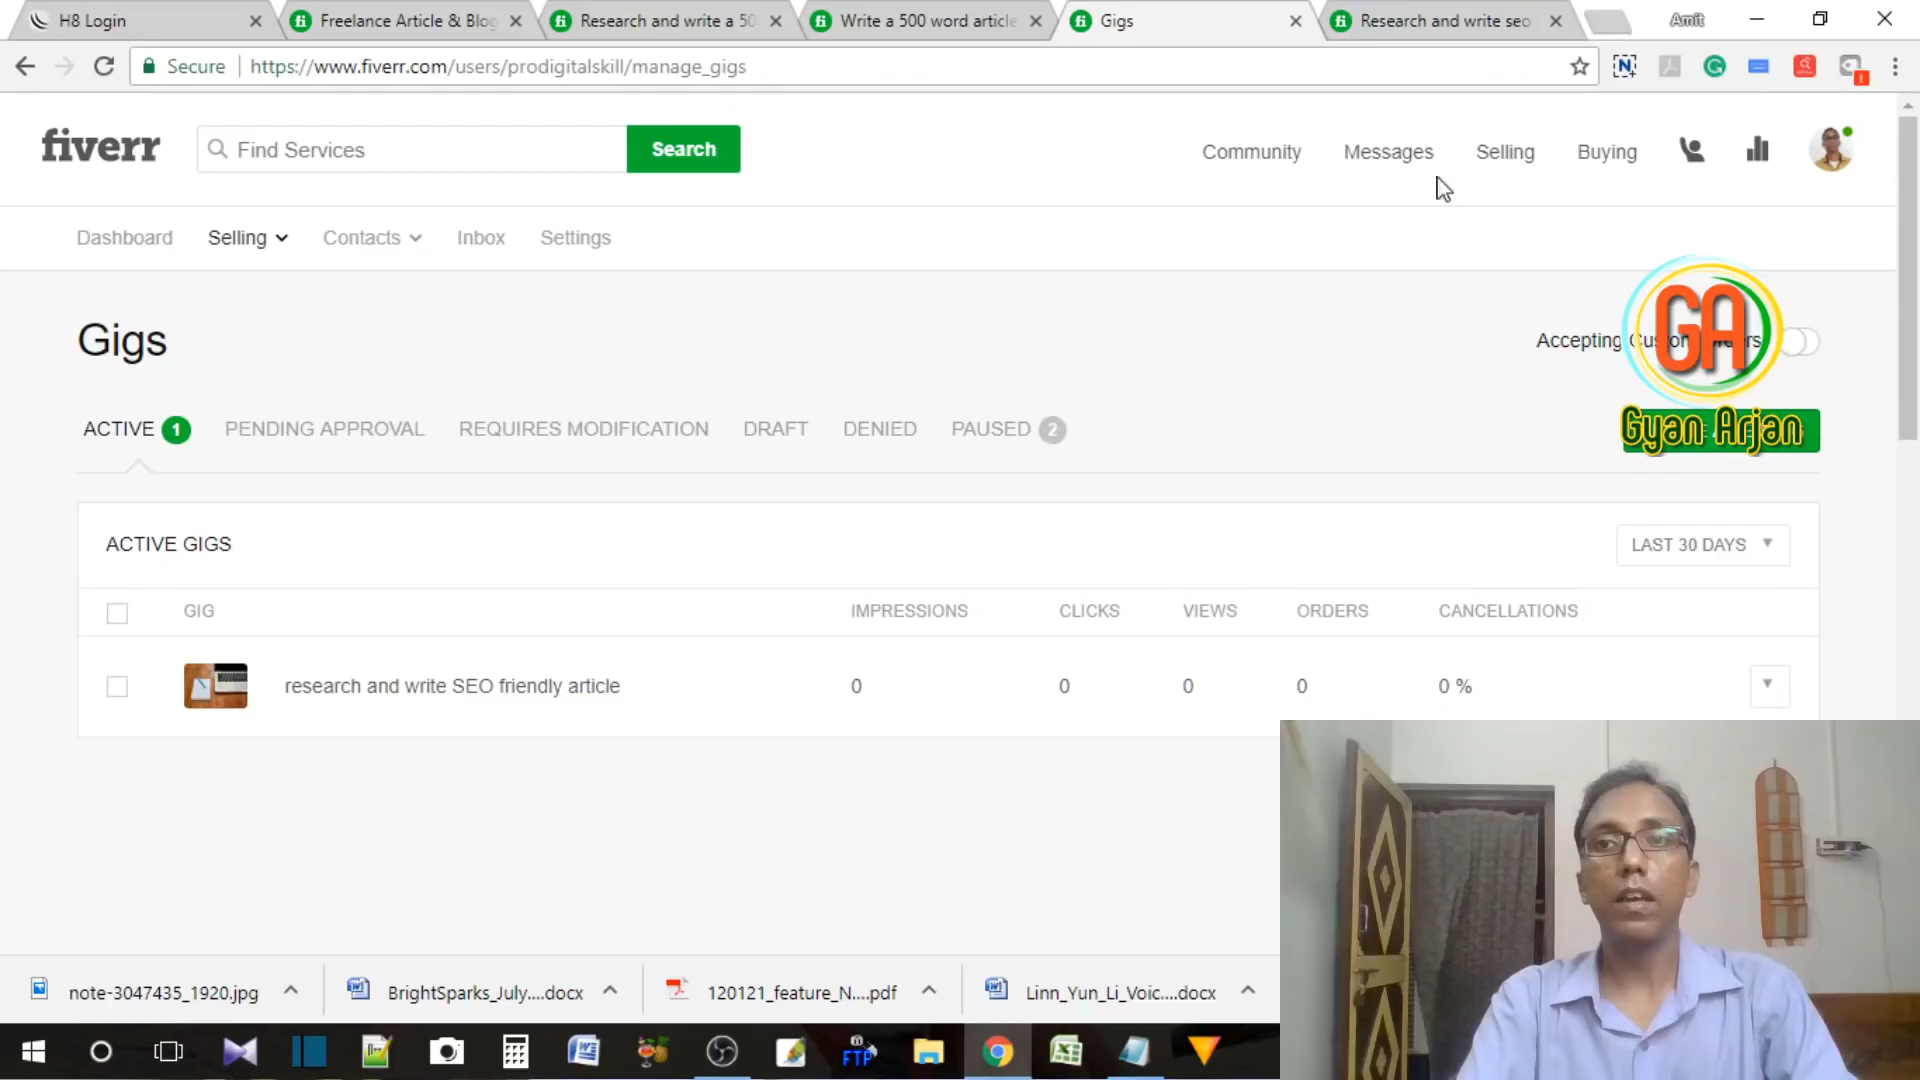 H8 Login
Freelance Article & Blog
Research and write a 50
Write a 500 word article
Gigs
Research and write seo
Amit
Secure
https://www.fiverr.com/users/prodigitalskill/manage_gigs
fiverr
Find Services
Search
Community
Messages
Selling
Buying
Dashboard
Selling
Contacts
Inbox
Settings
Gigs
Accepting Custom Orders
GA
Gyan Arjan
ACTIVE 1
PENDING APPROVAL
REQUIRES MODIFICATION
DRAFT
DENIED
PAUSED 2
ACTIVE GIGS
LAST 30 DAYS
GIG
IMPRESSIONS
CLICKS
VIEWS
ORDERS
CANCELLATIONS
research and write SEO friendly article
0
0
0
0
0 %
note-3047435_1920.jpg
BrightSparks_July....docx
120121_feature_N....pdf
Linn_Yun_Li_Voic....docx
FTP